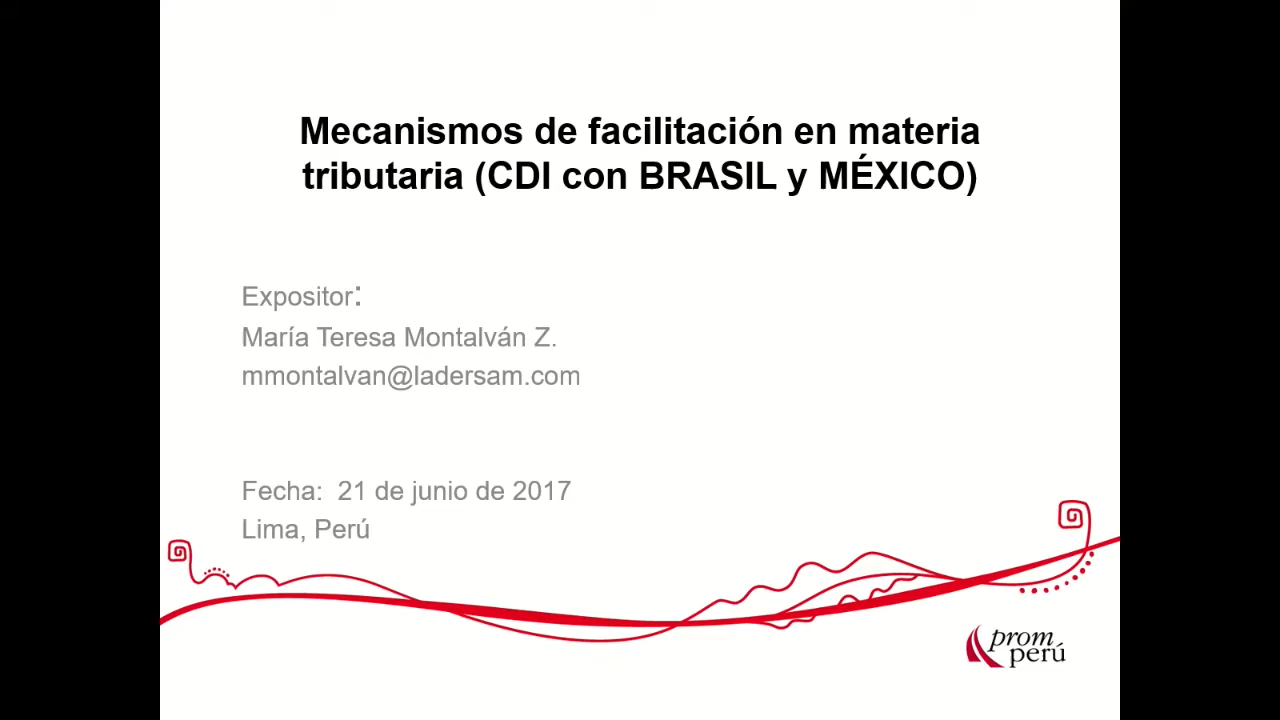 Mecanismos de facilitación en materia
tributaria (CDI con BRASIL y MÉXICO)
Expositor:
María Teresa Montalván Z.
mmontalvan@ladersam.com
Fecha:  21 de junio de 2017
Lima, Perú
prom
perú